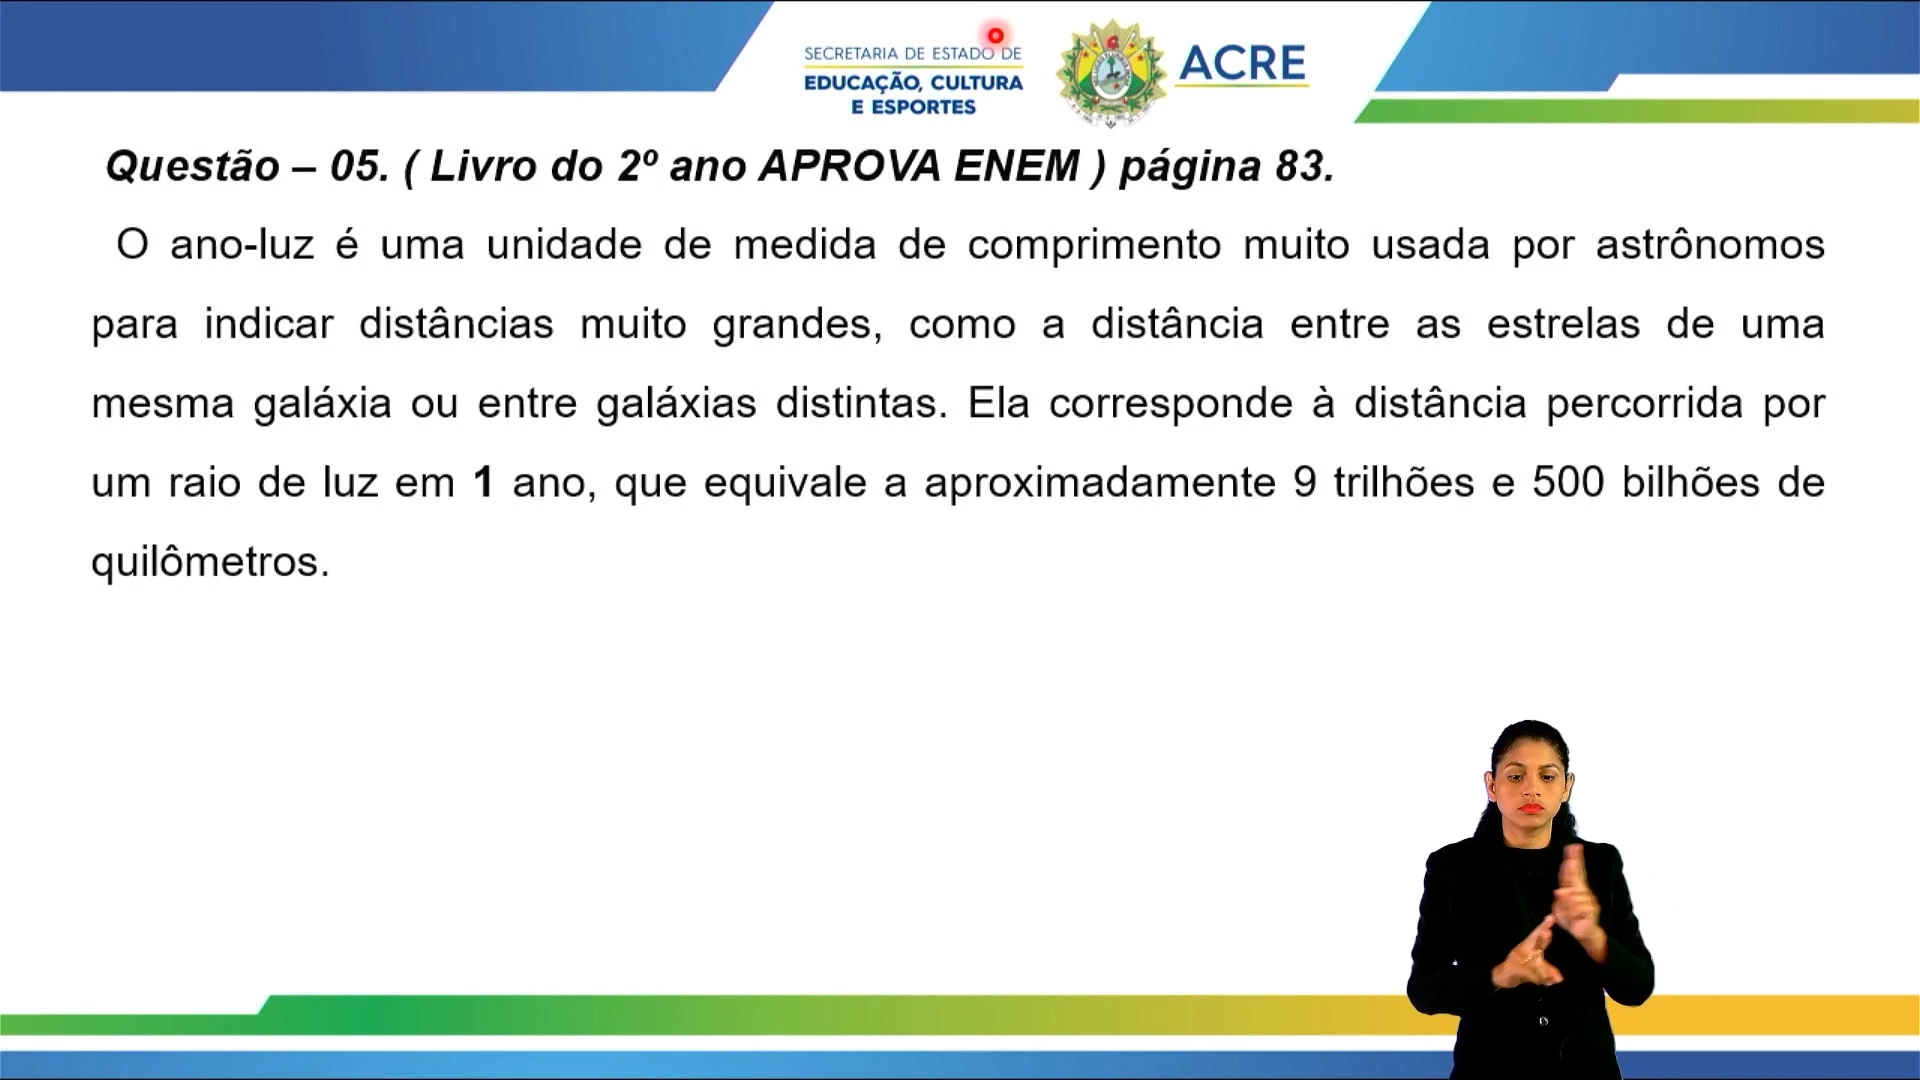 SECRETARIA DE ESTADO DE
EDUCAÇÃO, CULTURA
E ESPORTES
ACRE
Questão – 05. ( Livro do 2º ano APROVA ENEM ) página 83.
O ano-luz é uma unidade de medida de comprimento muito usada por astrônomos
para indicar distâncias muito grandes, como a distância entre as estrelas de uma
mesma galáxia ou entre galáxias distintas. Ela corresponde à distância percorrida por
um raio de luz em 1 ano, que equivale a aproximadamente 9 trilhões e 500 bilhões de
quilômetros.